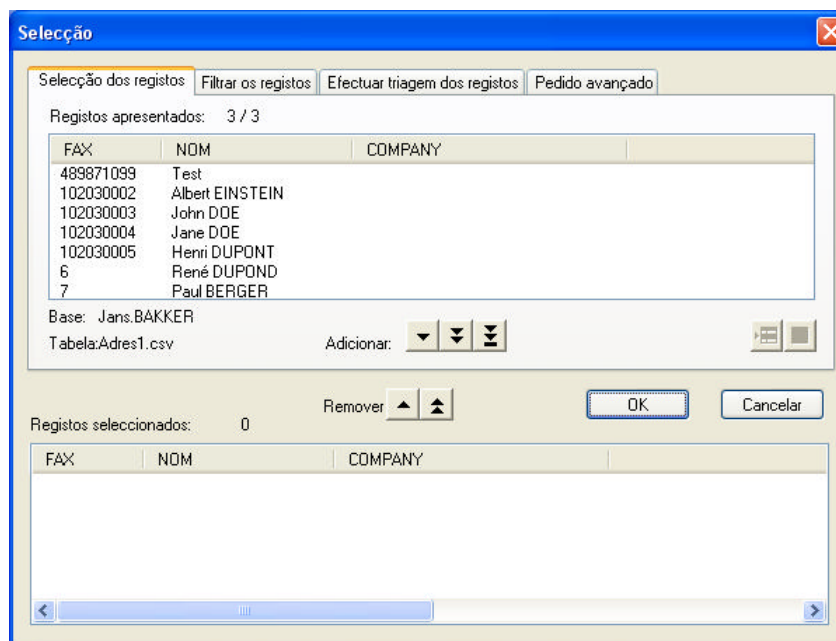 Selecção
Selecção dos registos Filtrar os registos Efectuar triagem dos registos Pedido avançado
Registos apresentados: 3 / 3
FAX NOM COMPANY
489871099 Test
102030002 Albert EINSTEIN
102030003 John DOE
102030004 Jane DOE
102030005 Henri DUPONT
6 René DUPOND
7 Paul BERGER
Base: Jans.BAKKER
Tabela:Adres1.csv Adicionar:
Remover OK Cancelar
Registos seleccionados: 0
FAX NOM COMPANY